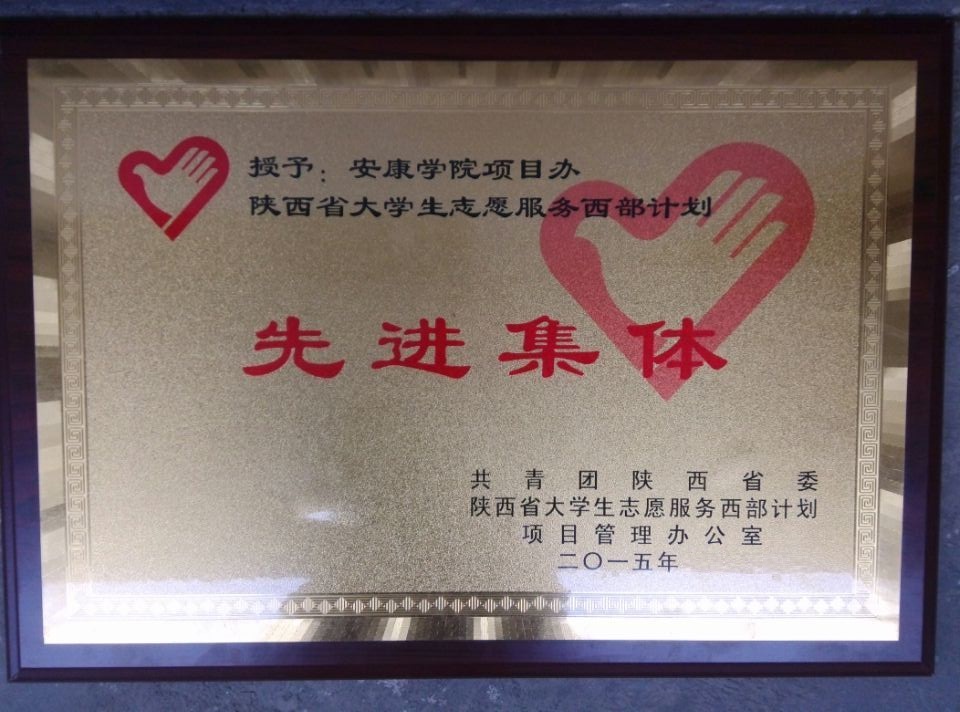 授予：安康学院项目办
陕西省大学生志愿服务西部计划
先进集体
共青团陕西省委
陕西省大学生志愿服务西部计划
项目管理办公室
二〇一五年